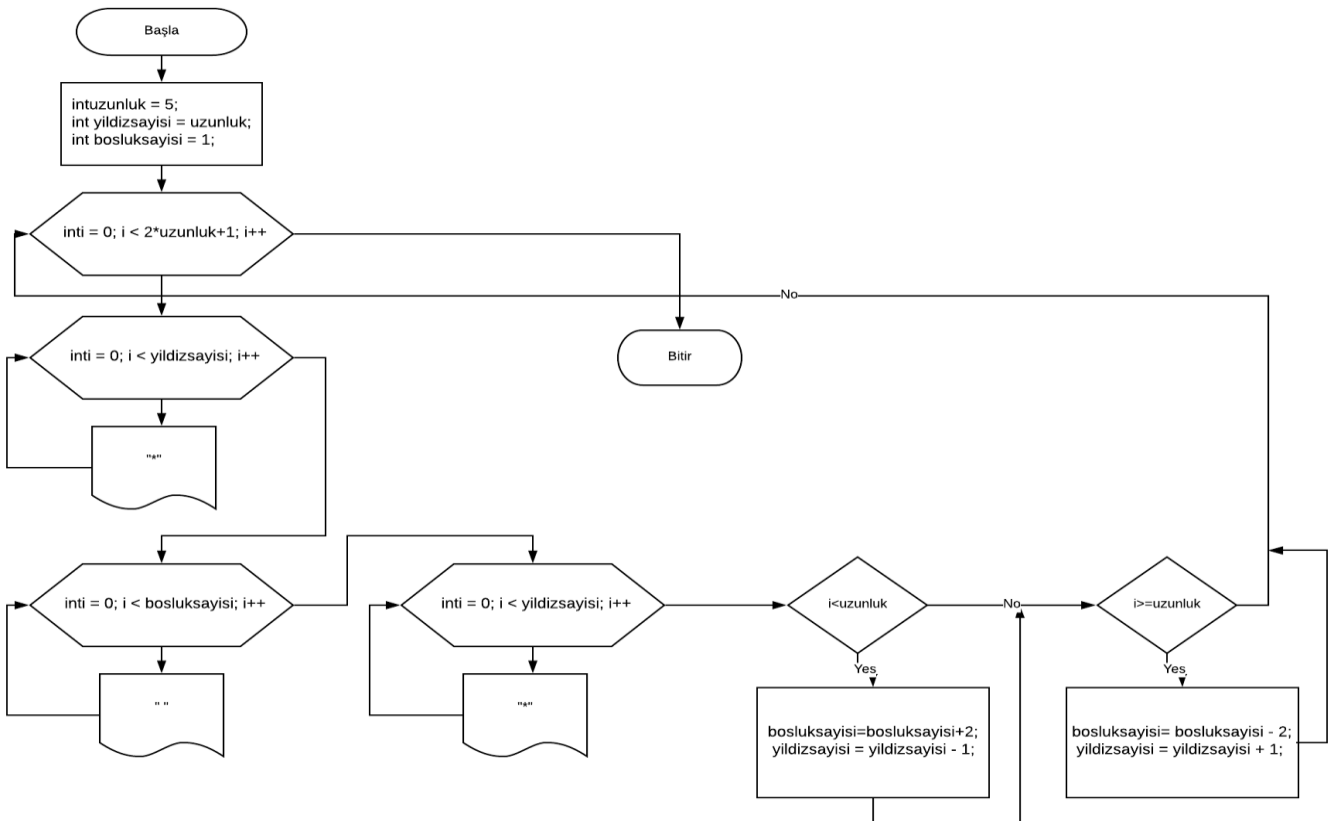 Başla
intuzunluk = 5;
int yildizsayisi = uzunluk;
int bosluksayisi = 1;
inti = 0; i < 2*uzunluk+1; i++
No
inti = 0; i < yildizsayisi; i++
Bitir
"*"
inti = 0; i < bosluksayisi; i++
inti = 0; i < yildizsayisi; i++
i<uzunluk
No
i>=uzunluk
Yes
Yes
" "
"*"
bosluksayisi=bosluksayisi+2;
yildizsayisi = yildizsayisi - 1;
bosluksayisi= bosluksayisi - 2;
yildizsayisi = yildizsayisi + 1;